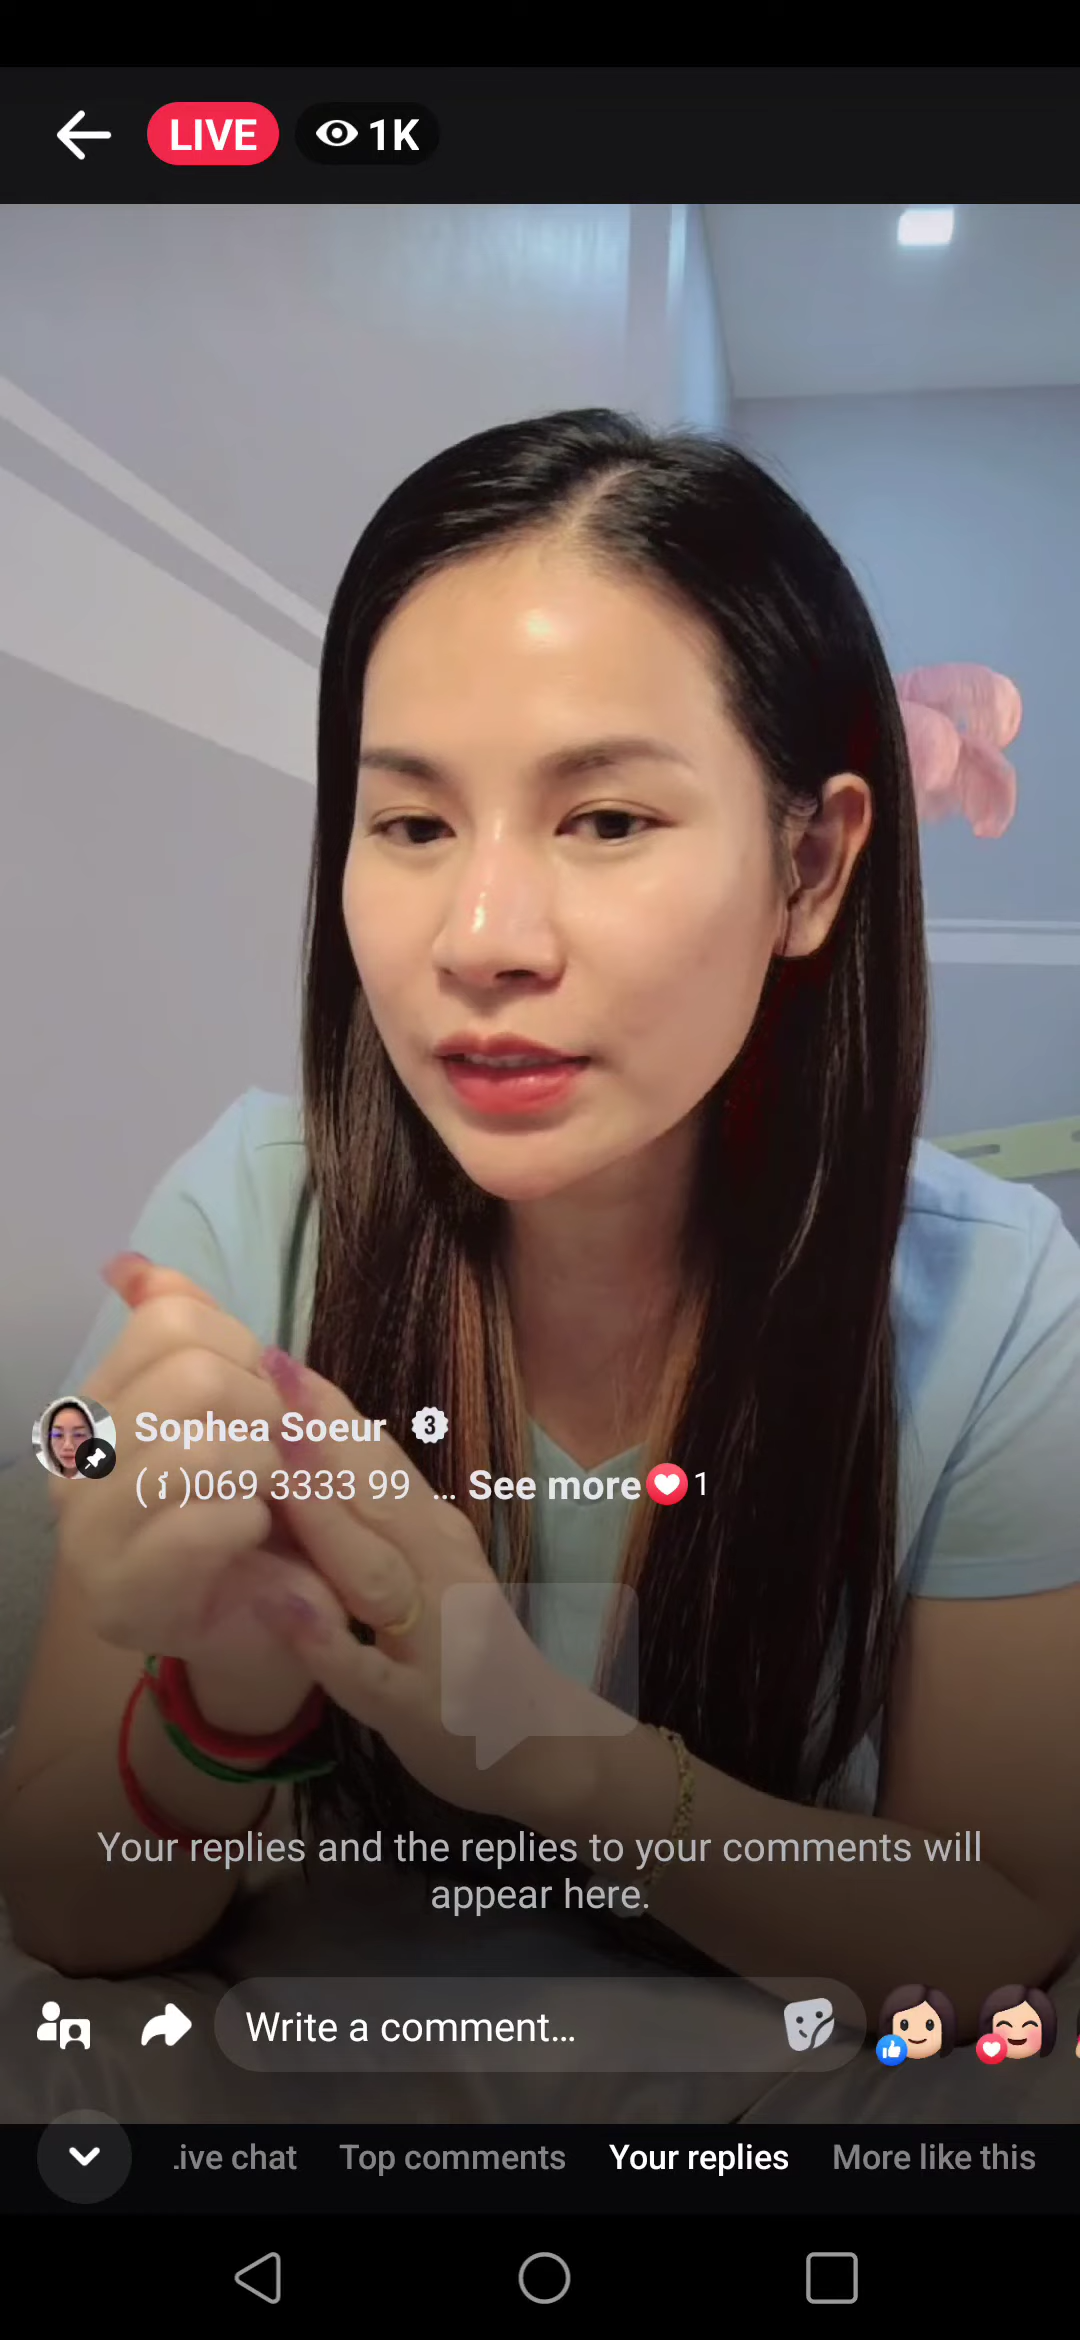 LIVE 1K
Sophea Soeur 3
(រ)069 3333 99 ... See more 1
Your replies and the replies to your comments will
appear here.
Write a comment...
.ive chat Top comments Your replies More like this